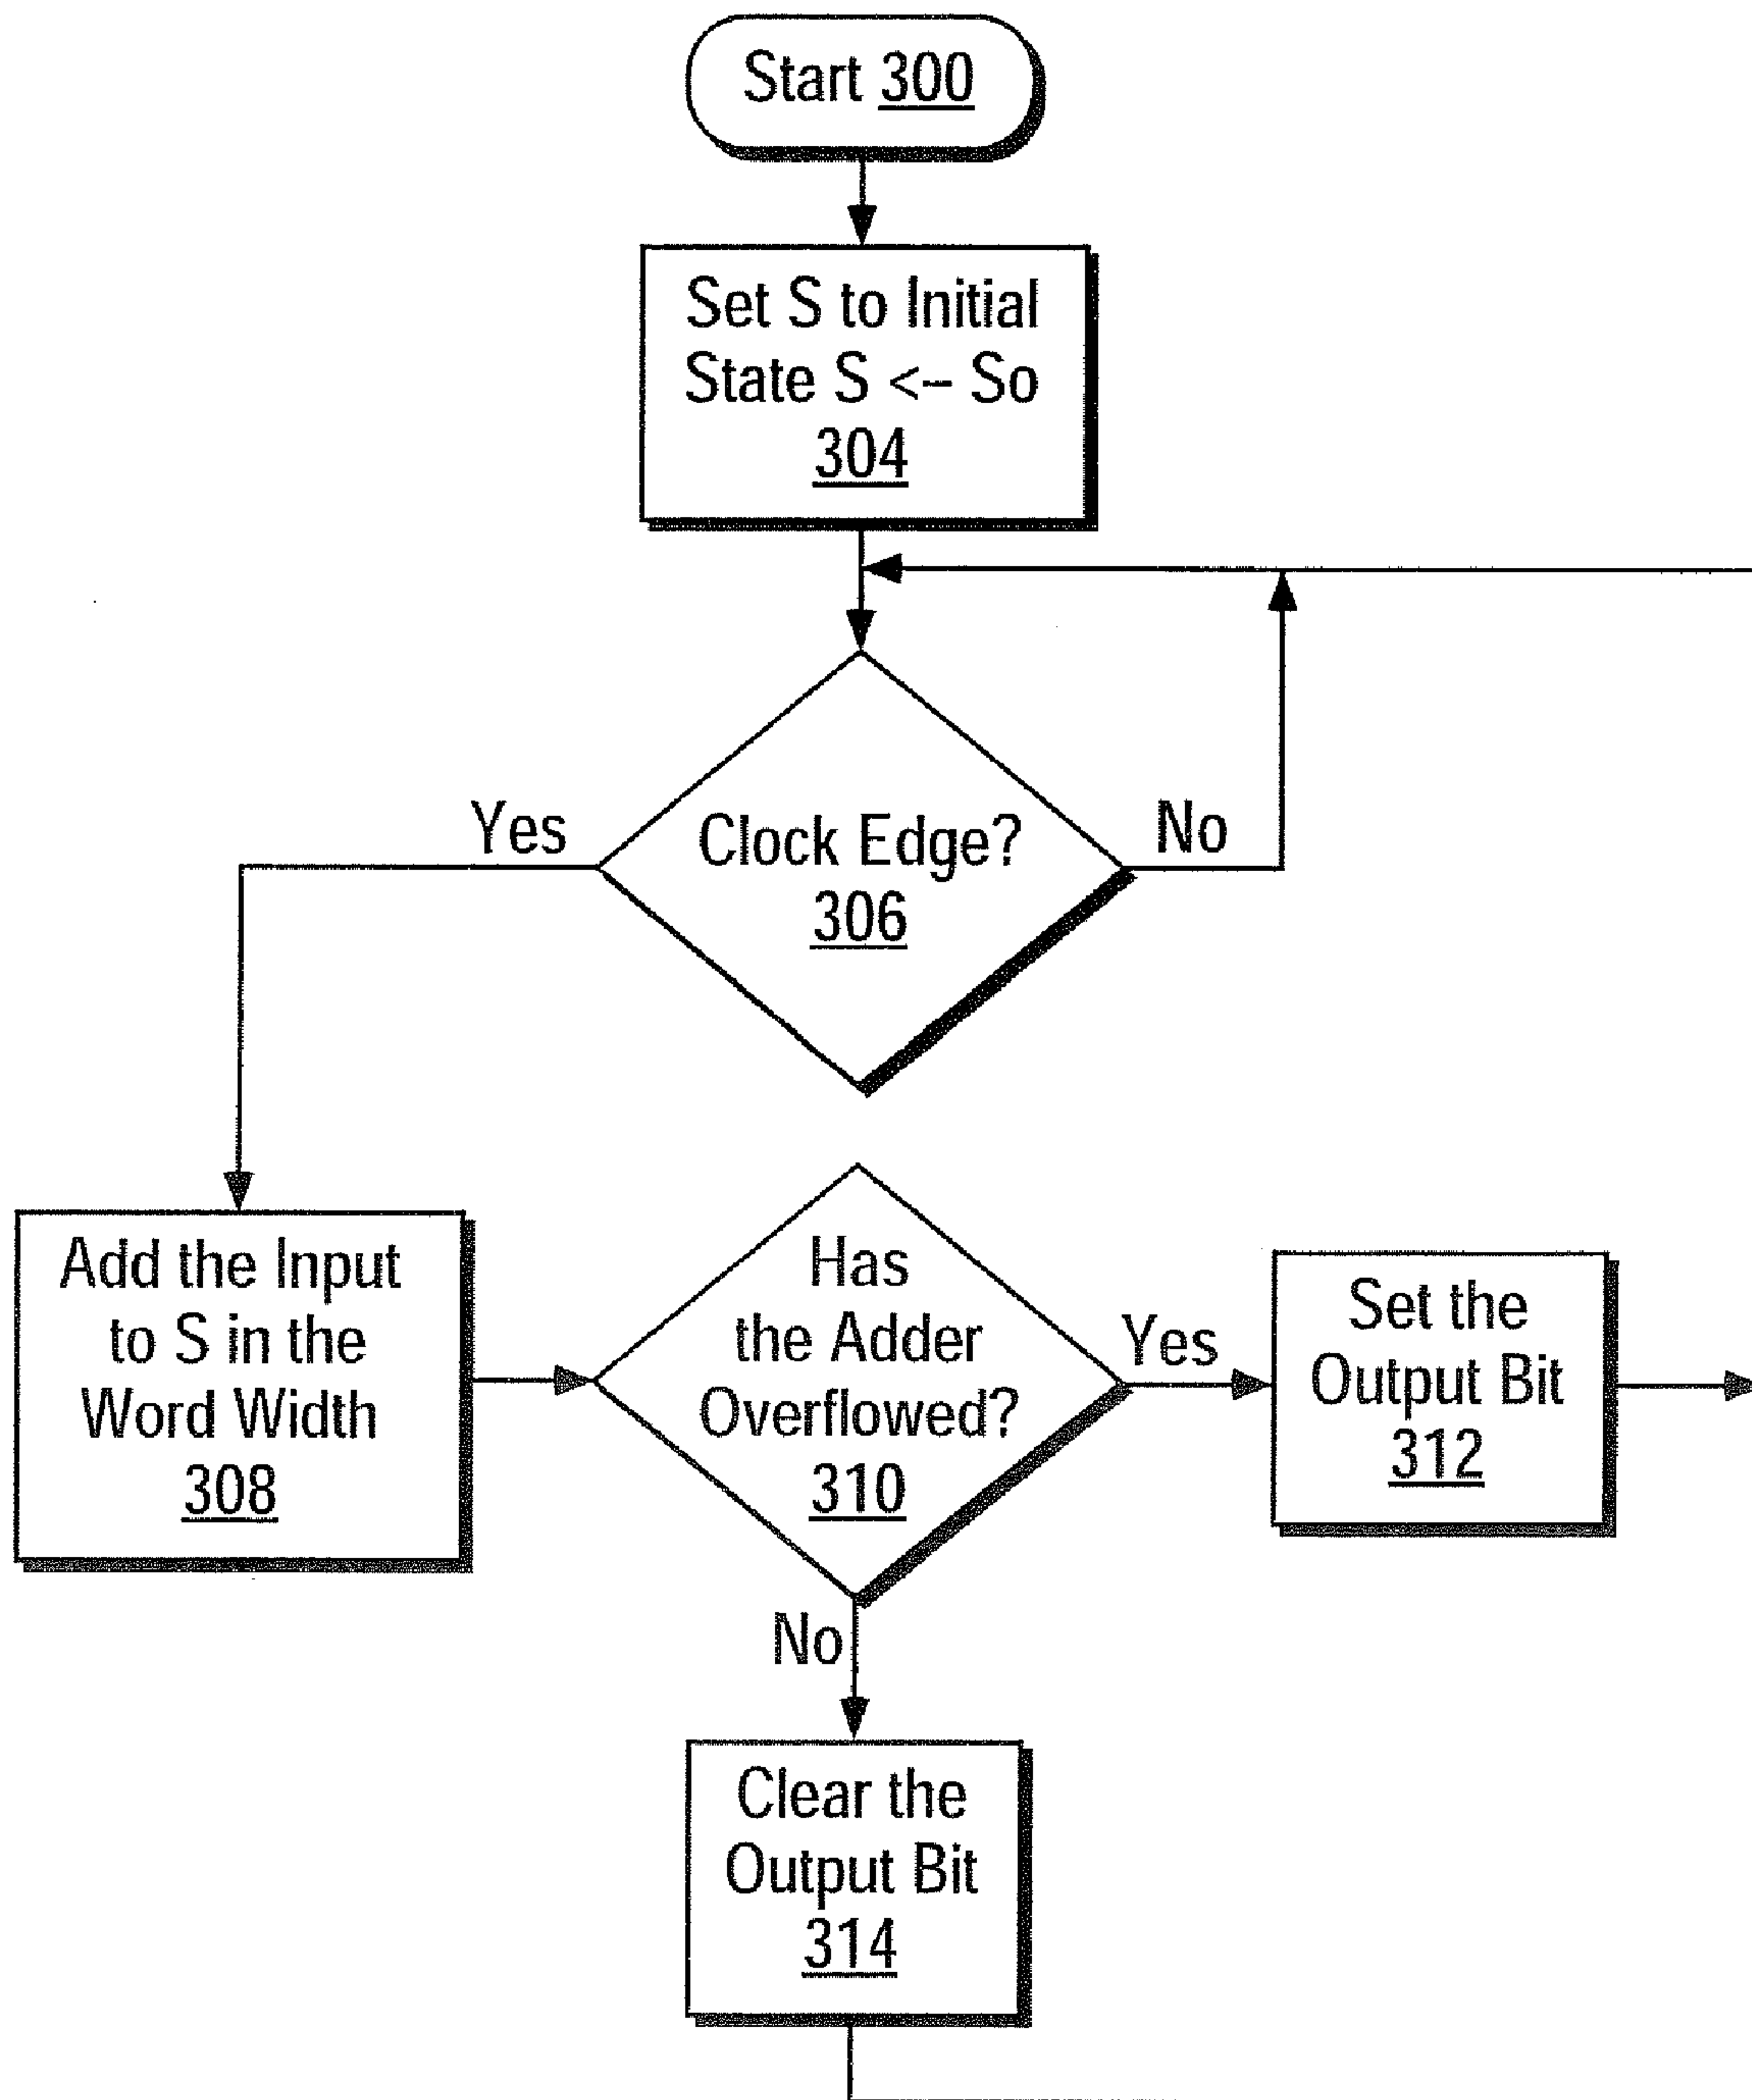 Start 300
Set S to Initial
State S <-- So
304
Clock Edge?
306
Yes
No
Add the Input
to S in the
Word Width
308
Has
the Adder
Overflowed?
310
Yes
No
Set the
Output Bit
312
Clear the
Output Bit
314